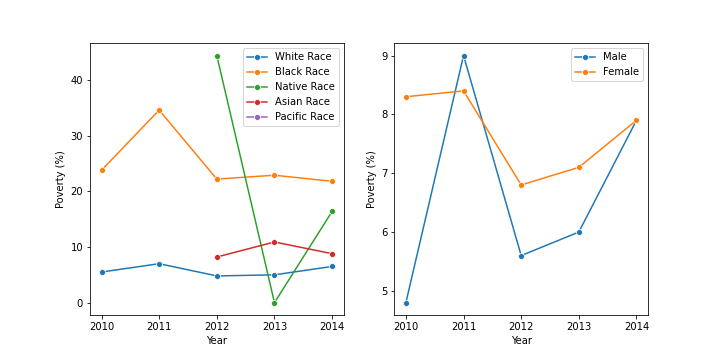 White Race
Black Race
Native Race
Asian Race
Pacific Race
40
30
20
10
0
Poverty (%)
2010 2011 2012 2013 2014
Year
Male
Female
9
8
7
6
5
Poverty (%)
2010 2011 2012 2013 2014
Year